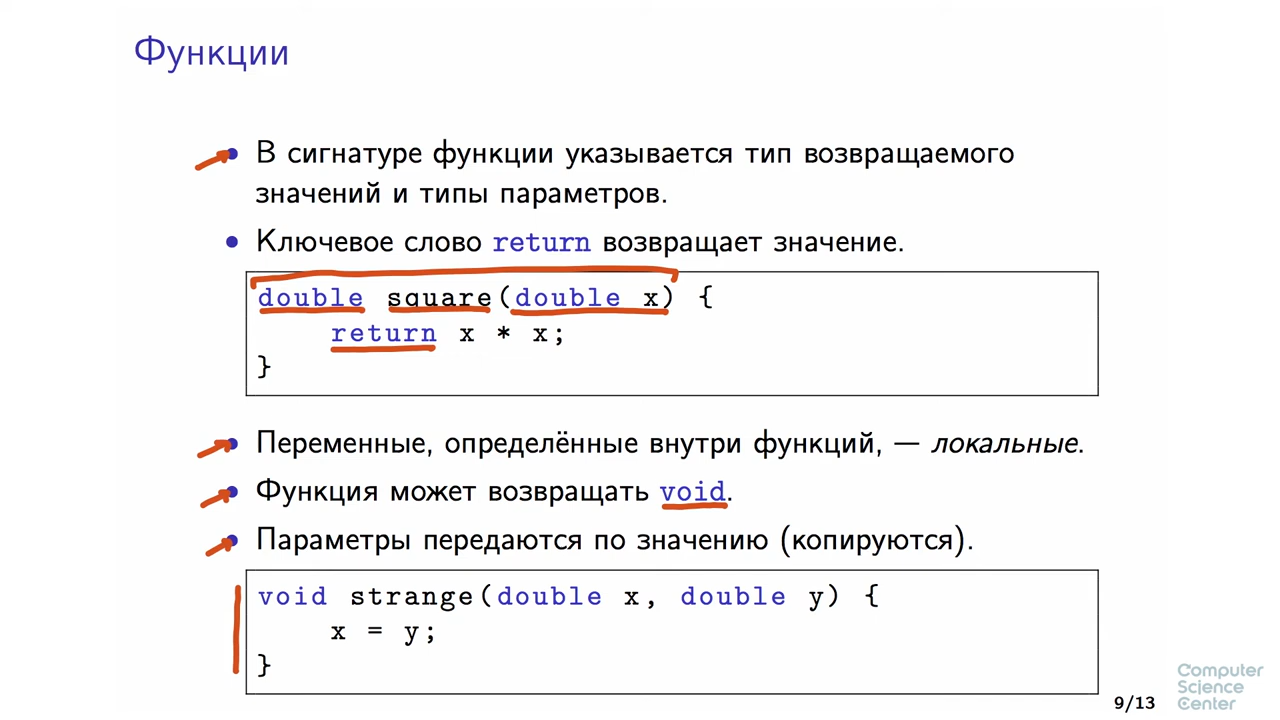 Функции
В сигнатуре функции указывается тип возвращаемого
значений и типы параметров.
Ключевое слово return возвращает значение.
double square(double x) {
return x * x;
}
Переменные, определённые внутри функций, — локальные.
Функция может возвращать void.
Параметры передаются по значению (копируются).
void strange(double x, double y) {
x = y;
}
9/13
Computer
Science
Center